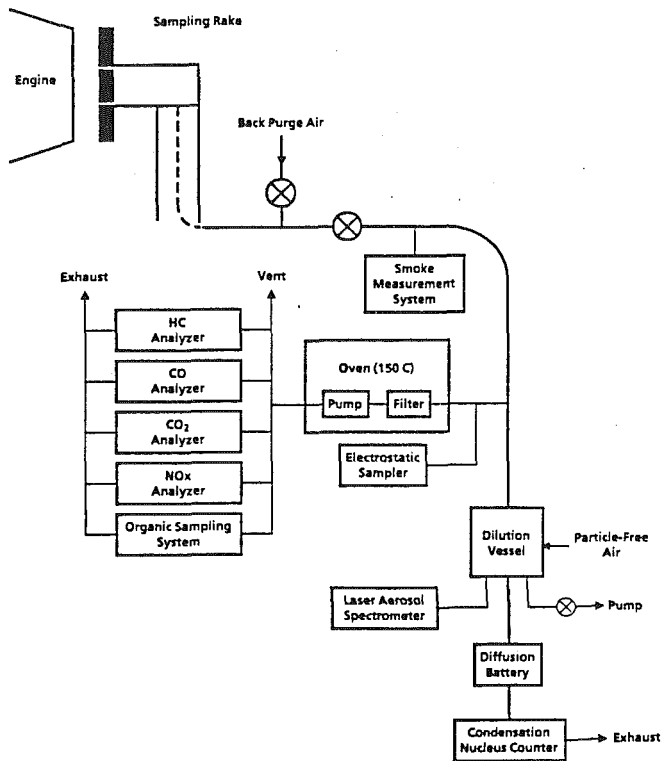 Sampling Rake
Engine
Back Purge Air
Exhaust
Vent
Smoke
Measurement
System
HC
Analyzer
Oven (150 C)
CO
Analyzer
Pump
Filter
CO₂
Analyzer
Electrostatic
Sampler
NOx
Analyzer
Organic Sampling
System
Dilution
Vessel
Particle-Free
Air
Laser Aerosol
Spectrometer
Pump
Diffusion
Battery
Condensation
Nucleus Counter
Exhaust